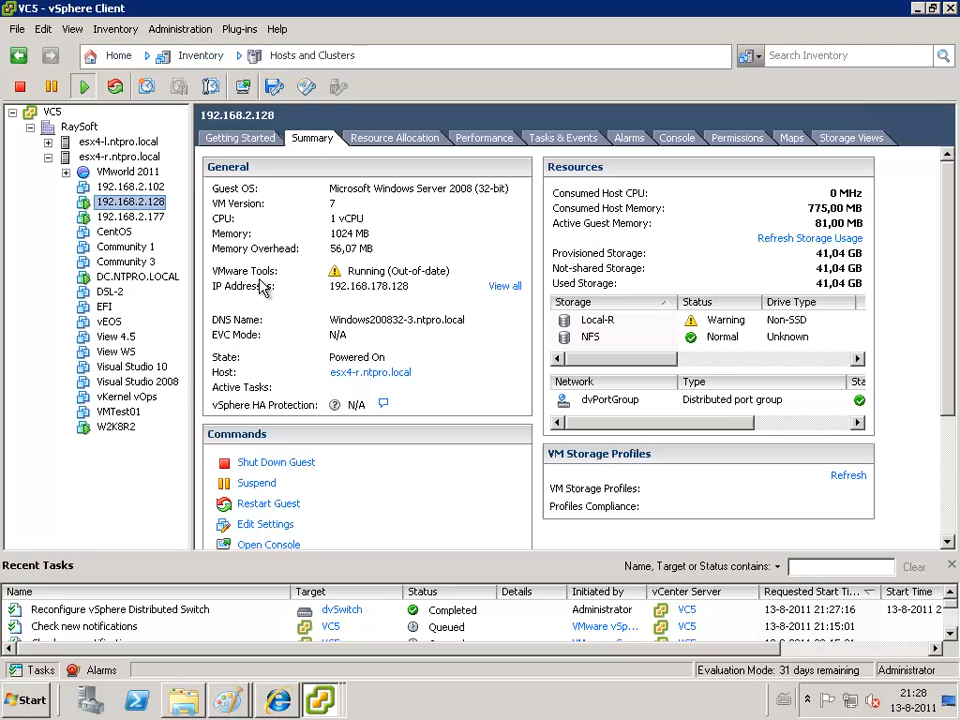 VC5 - vSphere Client
File Edit View Inventory Administration Plug-ins Help
Home Inventory Hosts and Clusters
Search Inventory
VC5
RaySoft
esx4-l.ntpro.local
esx4-r.ntpro.local
VMworld 2011
192.168.2.102
192.168.2.128
192.168.2.177
CentOS
Community 1
Community 3
DC.NTPRO.LOCAL
DSL-2
EFI
vEOS
View 4.5
View WS
Visual Studio 10
Visual Studio 2008
vKernel vOps
VMTest01
W2K8R2
192.168.2.128
Getting Started Summary Resource Allocation Performance Tasks & Events Alarms Console Permissions Maps Storage Views
General
Guest OS: Microsoft Windows Server 2008 (32-bit)
VM Version: 7
CPU: 1 vCPU
Memory: 1024 MB
Memory Overhead: 56,07 MB
VMware Tools: Running (Out-of-date)
IP Addresses: 192.168.178.128 View all
DNS Name: Windows200832-3.ntpro.local
EVC Mode: N/A
State: Powered On
Host: esx4-r.ntpro.local
Active Tasks:
vSphere HA Protection: N/A
Commands
Shut Down Guest
Suspend
Restart Guest
Edit Settings
Open Console
Resources
Consumed Host CPU: 0 MHz
Consumed Host Memory: 775,00 MB
Active Guest Memory: 81,00 MB
Refresh Storage Usage
Provisioned Storage: 41,04 GB
Not-shared Storage: 41,04 GB
Used Storage: 41,04 GB
Storage Status Drive Type
Local-R Warning Non-SSD
NFS Normal Unknown
Network Type Sta
dvPortGroup Distributed port group
VM Storage Profiles
Refresh
VM Storage Profiles:
Profiles Compliance:
Recent Tasks
Name, Target or Status contains: Clear
Name Target Status Details Initiated by vCenter Server Requested Start Ti... Start Time
Reconfigure vSphere Distributed Switch dvSwitch Completed Administrator VC5 13-8-2011 21:27:16 13-8-2011 2
Check new notifications VC5 Queued VMware vSp... VC5 13-8-2011 21:15:01
Tasks Alarms
Evaluation Mode: 31 days remaining Administrator
Start
21:28
13-8-2011